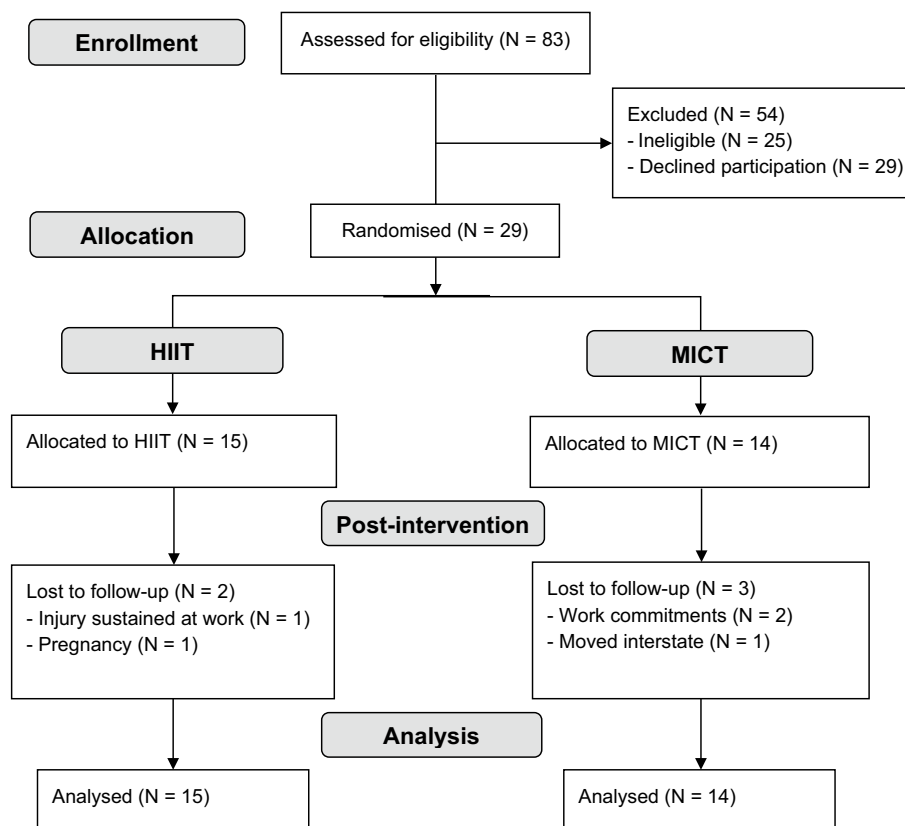 Enrollment
Assessed for eligibility (N = 83)
Excluded (N = 54)
- Ineligible (N = 25)
- Declined participation (N = 29)
Allocation
Randomised (N = 29)
HIIT
MICT
Allocated to HIIT (N = 15)
Allocated to MICT (N = 14)
Post-intervention
Lost to follow-up (N = 2)
- Injury sustained at work (N = 1)
- Pregnancy (N = 1)
Lost to follow-up (N = 3)
- Work commitments (N = 2)
- Moved interstate (N = 1)
Analysis
Analysed (N = 15)
Analysed (N = 14)